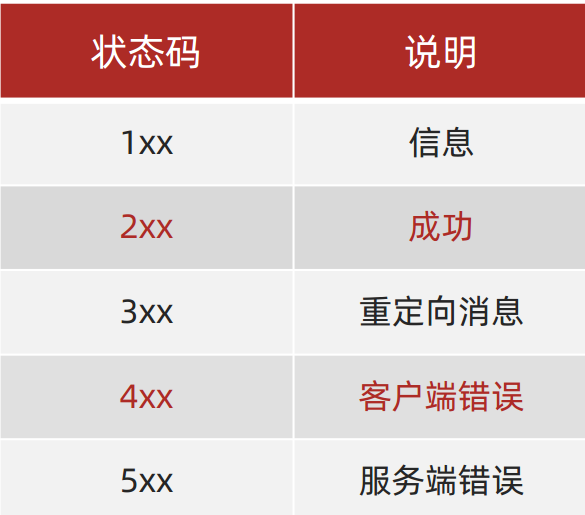 状态码 说明
1xx 信息
2xx 成功
3xx 重定向消息
4xx 客户端错误
5xx 服务端错误